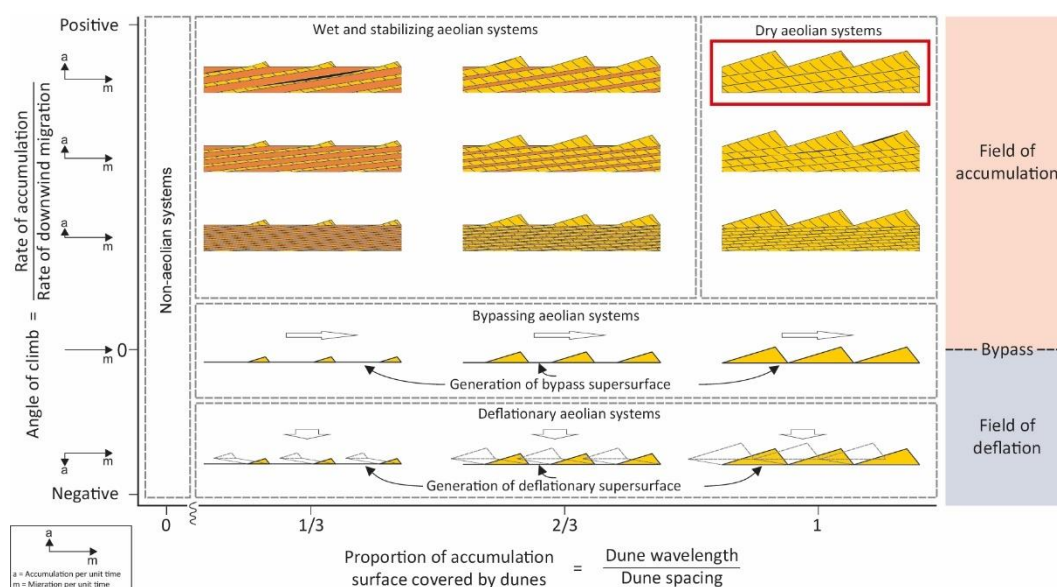 Positive
Angle of climb =
Rate of accumulation
Rate of downwind migration
0
Negative
a
m
a
m
a
m
m
a
m
Non-aeolian systems
Wet and stabilizing aeolian systems
Dry aeolian systems
Bypassing aeolian systems
Generation of bypass supersurface
Deflationary aeolian systems
Generation of deflationary supersurface
Field of
accumulation
Bypass
Field of
deflation
0
1/3
2/3
1
Proportion of accumulation
surface covered by dunes
=
Dune wavelength
Dune spacing
a
m
a = Accumulation per unit time
m = Migration per unit time